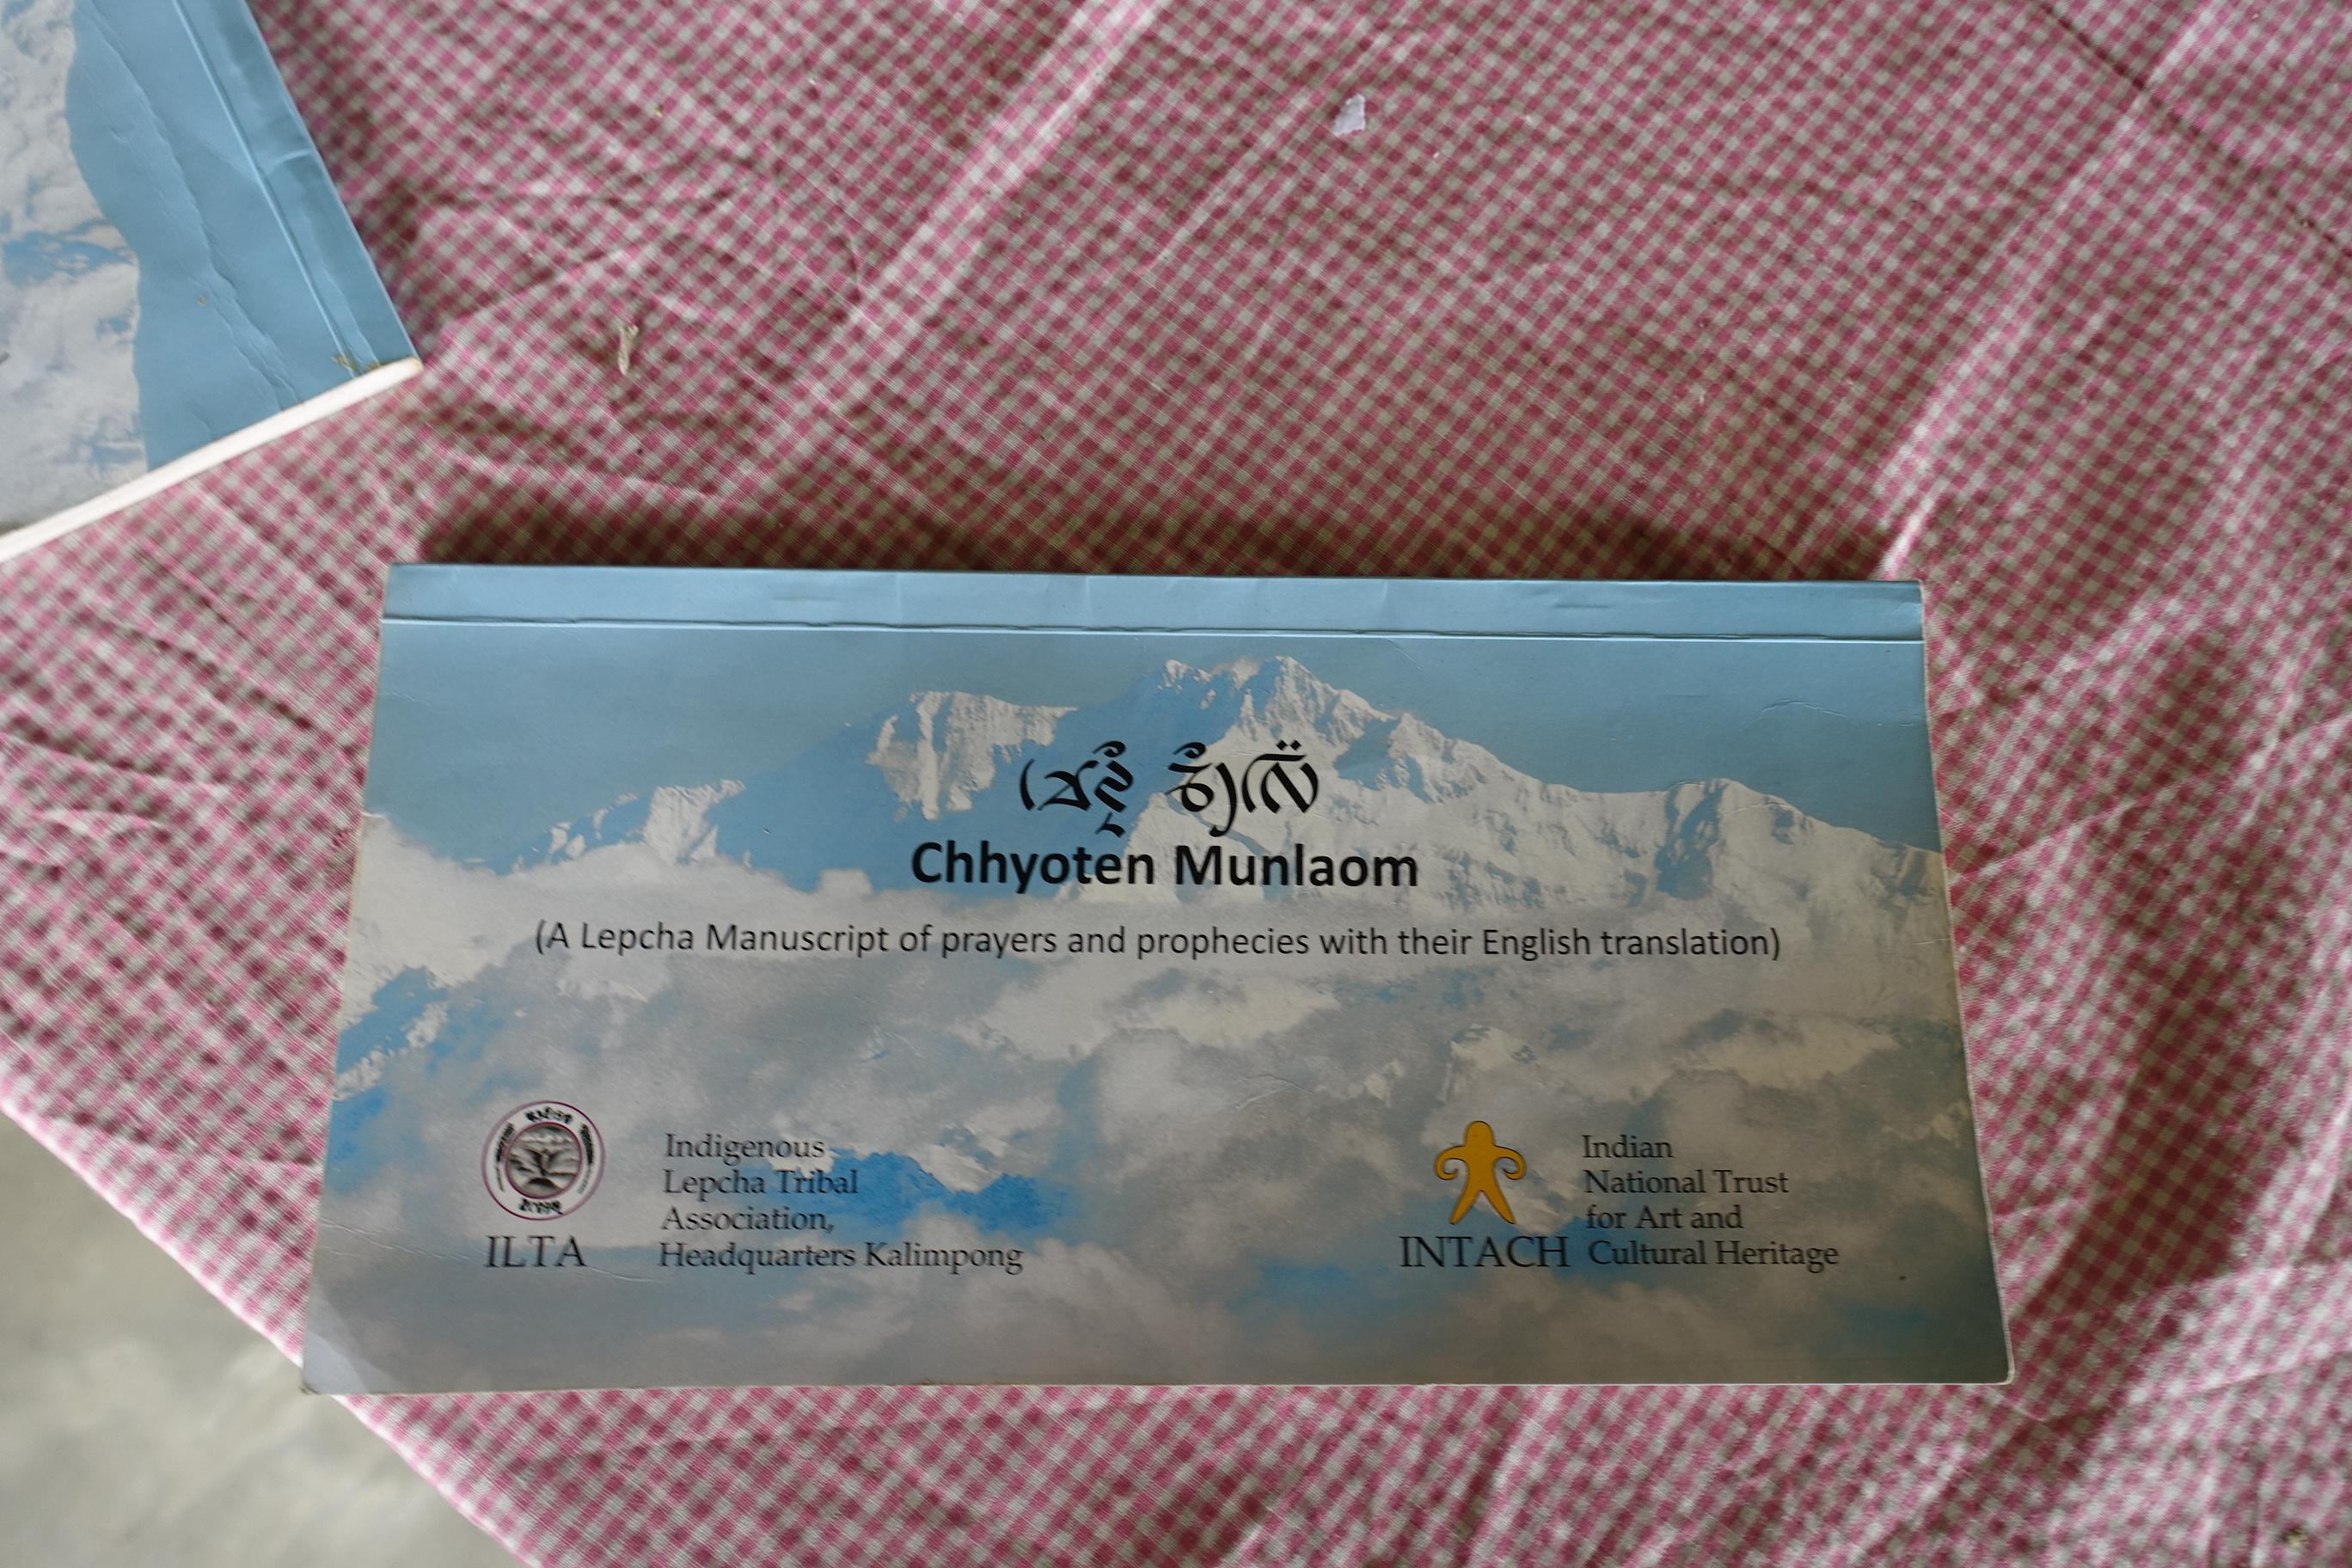 Chhyoten Munlaom
(A Lepcha Manuscript of prayers and prophecies with their English translation)
ILTA
Indigenous
Lepcha Tribal
Association,
Headquarters Kalimpong
INTACH
Indian
National Trust
for Art and
Cultural Heritage